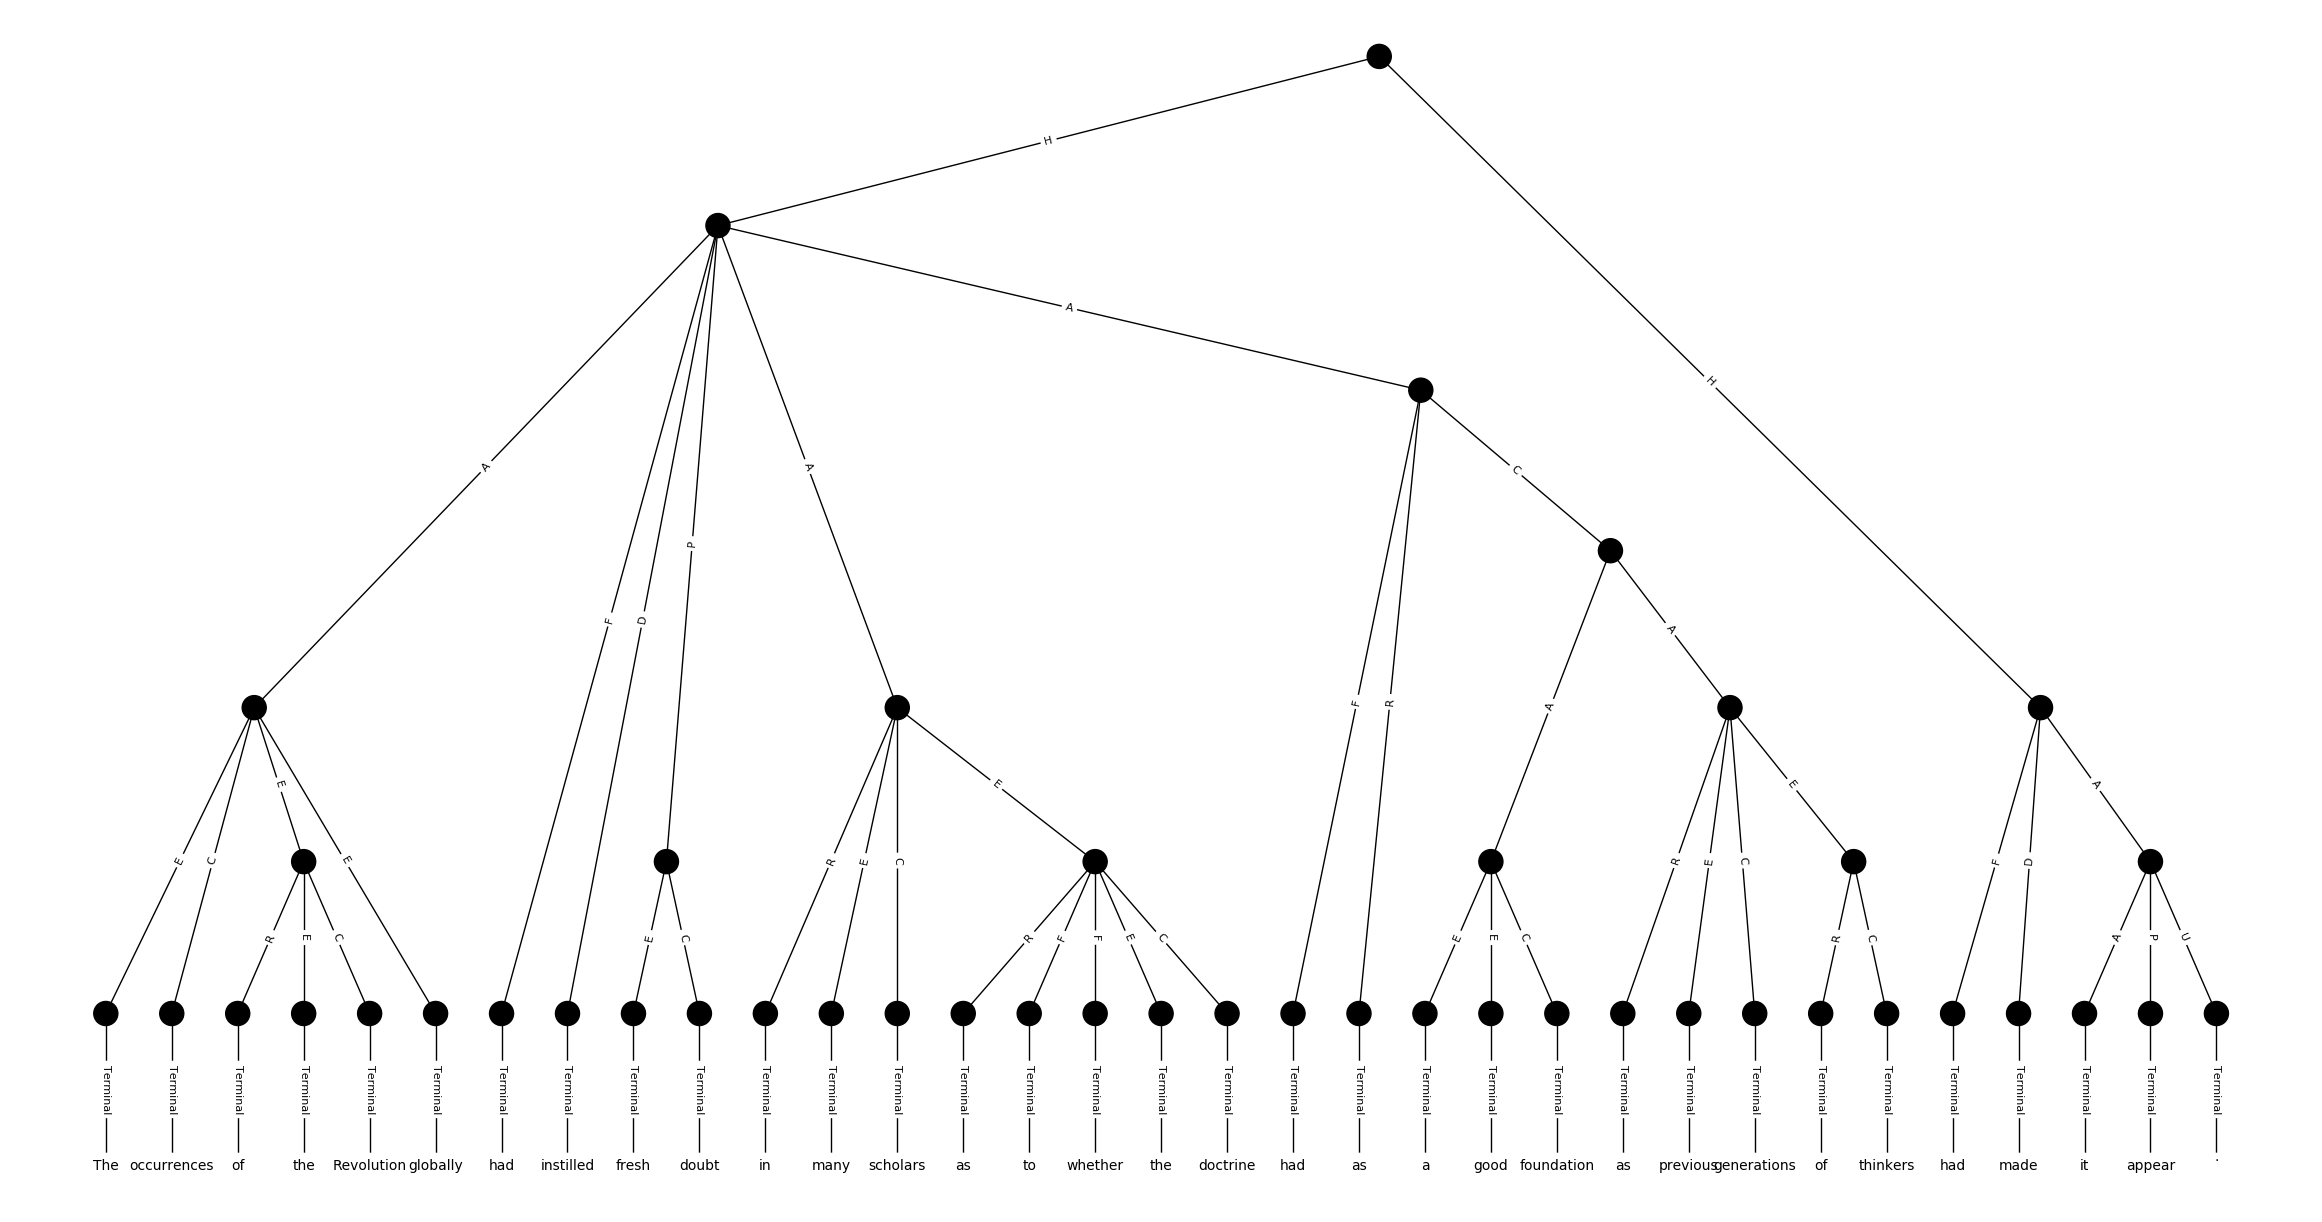 H
H
A
A
C
A
A
P
A
F
D
A
F
R
E
E
E
A
E
C
E
R
E
C
R
E
C
F
D
R
E
C
E
C
R
F
F
E
C
E
E
C
R
C
A
P
U
Terminal Terminal Terminal Terminal Terminal Terminal Terminal Terminal Terminal Terminal Terminal Terminal Terminal Terminal Terminal Terminal Terminal Terminal Terminal Terminal Terminal Terminal Terminal Terminal Terminal Terminal Terminal Terminal Terminal Terminal Terminal Terminal Terminal
The occurrences of the Revolution globally had instilled fresh doubt in many scholars as to whether the doctrine had as a good foundation as previous generations of thinkers had made it appear .